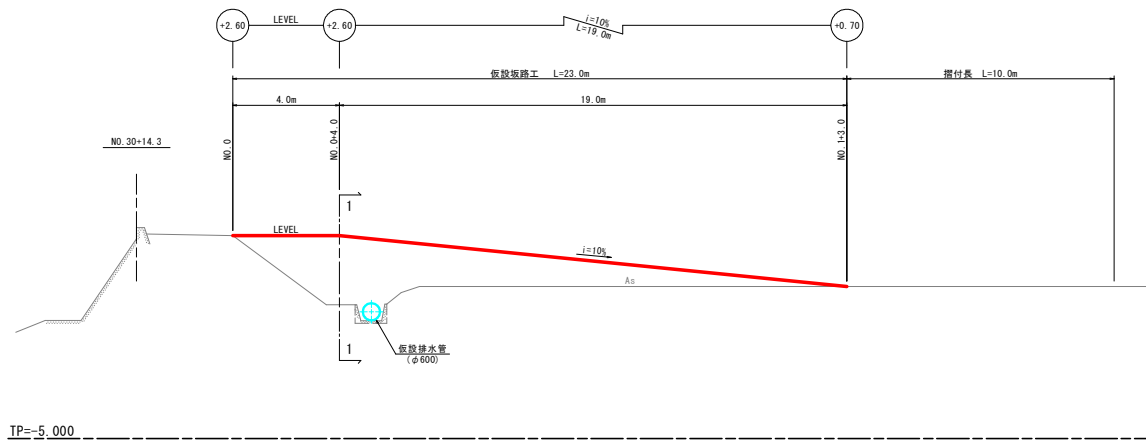 +2.60
LEVEL
+2.60
i=10%
L=19.0m
+0.70
仮設坂路工 L=23.0m
摺付長 L=10.0m
4.0m
19.0m
NO.30+14.3
NO.0
NO.0+4.0
NO.1+3.0
1
LEVEL
i=10%
As
1
仮設排水管
(φ600)
TP=-5.000